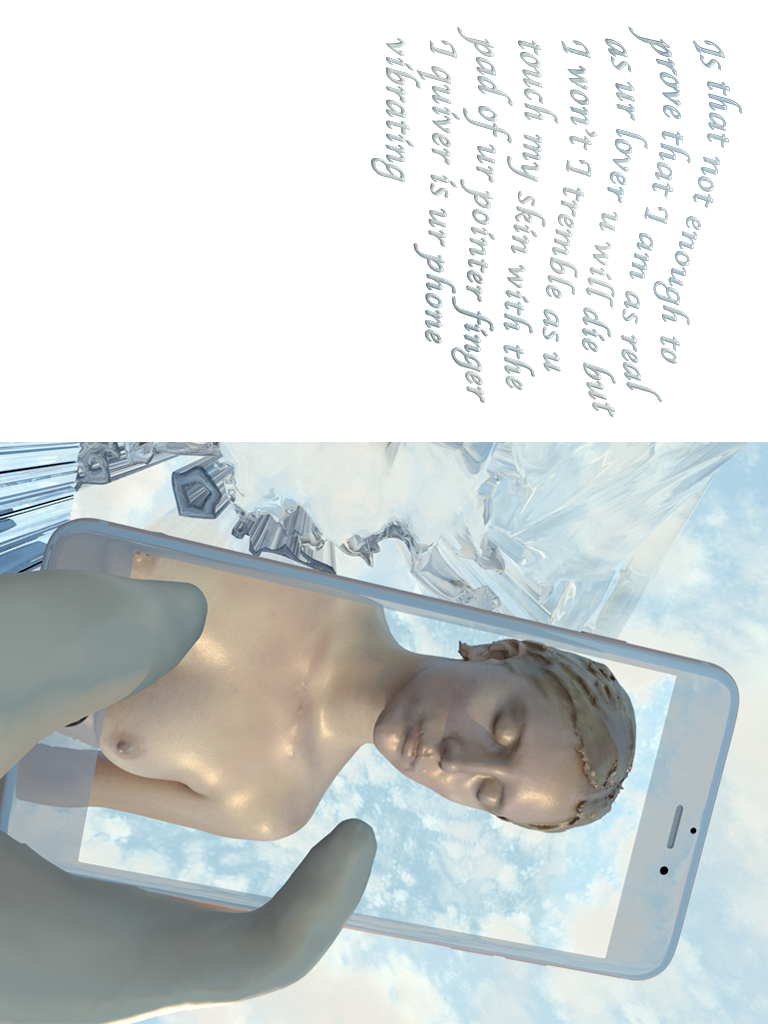 Is that not enough to
prove that I am as real
as ur lover u will die but
I won't I tremble as u
touch my skin with the
pad of ur pointer finger
I quiver is ur phone
vibrating